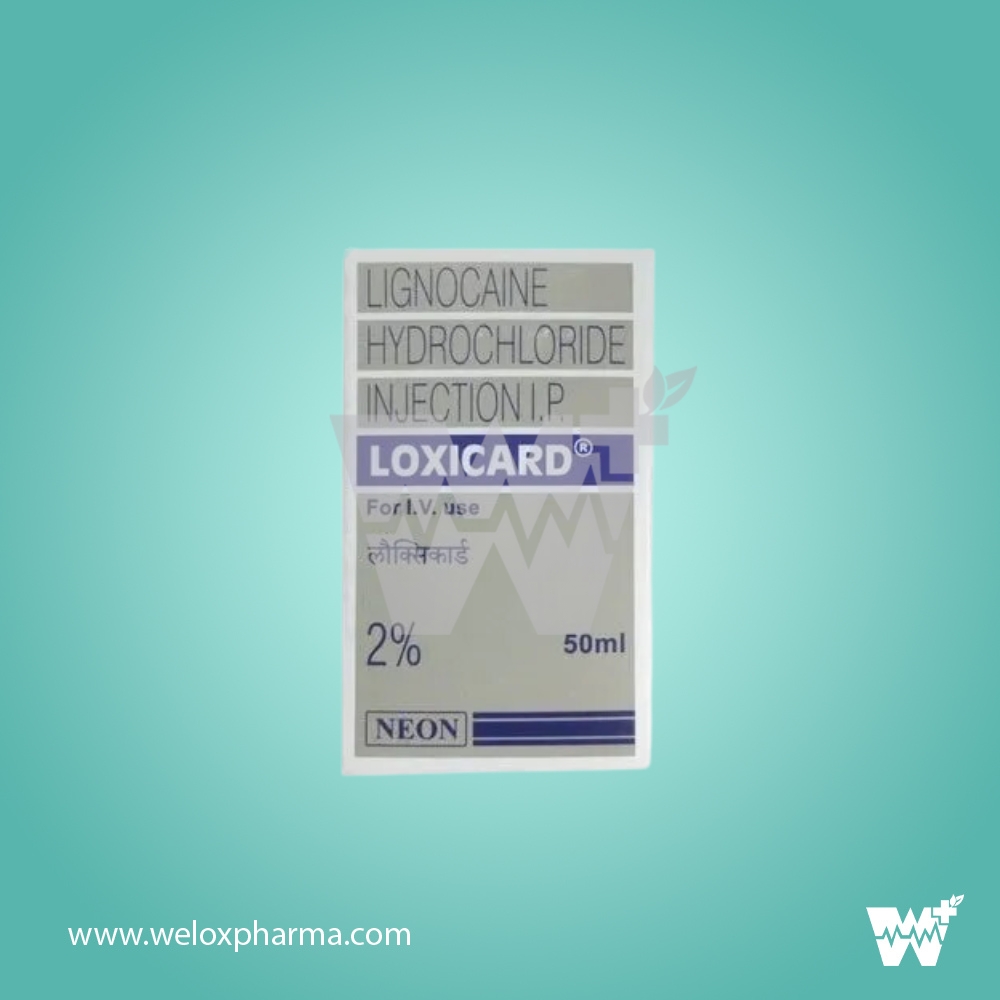 LIGNOCAINE
HYDROCHLORIDE
INJECTION I.P.
LOXICARD®
For I.V. use
लौक्सिकार्ड
2% 50ml
NEON
www.weloxpharma.com